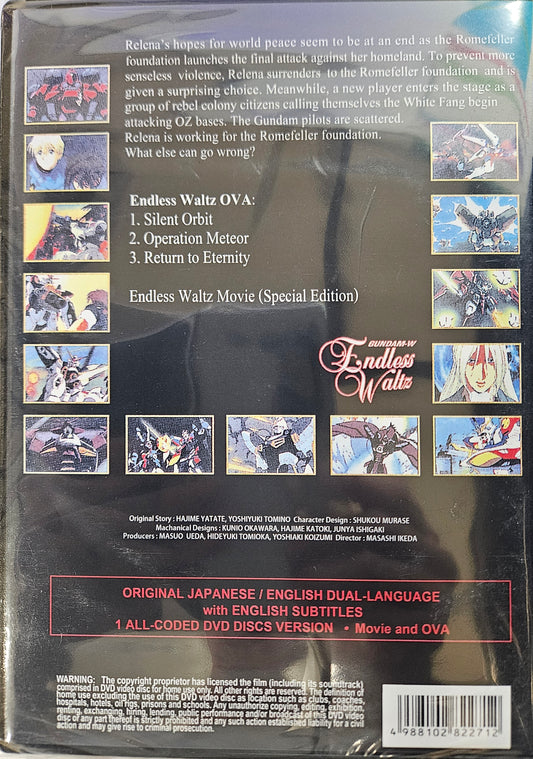 Relena's hopes for world peace seem to be at an end as the Romefeller
foundation launches the final attack against her homeland. To prevent more
senseless violence, Relena surrenders to the Romefeller foundation and is
given a surprising choice. Meanwhile, a new player enters the stage as a
group of rebel colony citizens calling themselves the White Fang begin
attacking OZ bases. The Gundam pilots are scattered.
Relena is working for the Romefeller foundation.
What else can go wrong?
Endless Waltz OVA:
1. Silent Orbit
2. Operation Meteor
3. Return to Eternity
Endless Waltz Movie (Special Edition)
GUNDAM-W
Endless
Waltz
Original Story : HAJIME YATATE, YOSHIYUKI TOMINO Character Design : SHUKOU MURASE
Machanical Designs : KUNIO OKAWARA, HAJIME KATOKI, JUNYA ISHIGAKI
Producers : MASUO UEDA, HIDEYUKI TOMIOKA, YOSHIAKI KOIZUMI Director : MASASHI IKEDA
ORIGINAL JAPANESE / ENGLISH DUAL-LANGUAGE
with ENGLISH SUBTITLES
1 ALL-CODED DVD DISCS VERSION • Movie and OVA
WARNING: The copyright proprietor has licensed the film (including its soundtrack)
comprised in DVD video disc for home use only. All other rights are reserved. The definition of
home use excluding the use of this DVD video disc as location such as clubs, coaches,
hospitals, hotels, oil rigs, prisons and schools. Any unauthorize copying, editing, exhibition,
renting, exchanging, hiring, lending, public performance and/or broadcast of this DVD video
disc or any part thereof is strictly prohibited and any such action establish liability for a civil
action and may give rise to criminal prosecution.
4 988102 822712